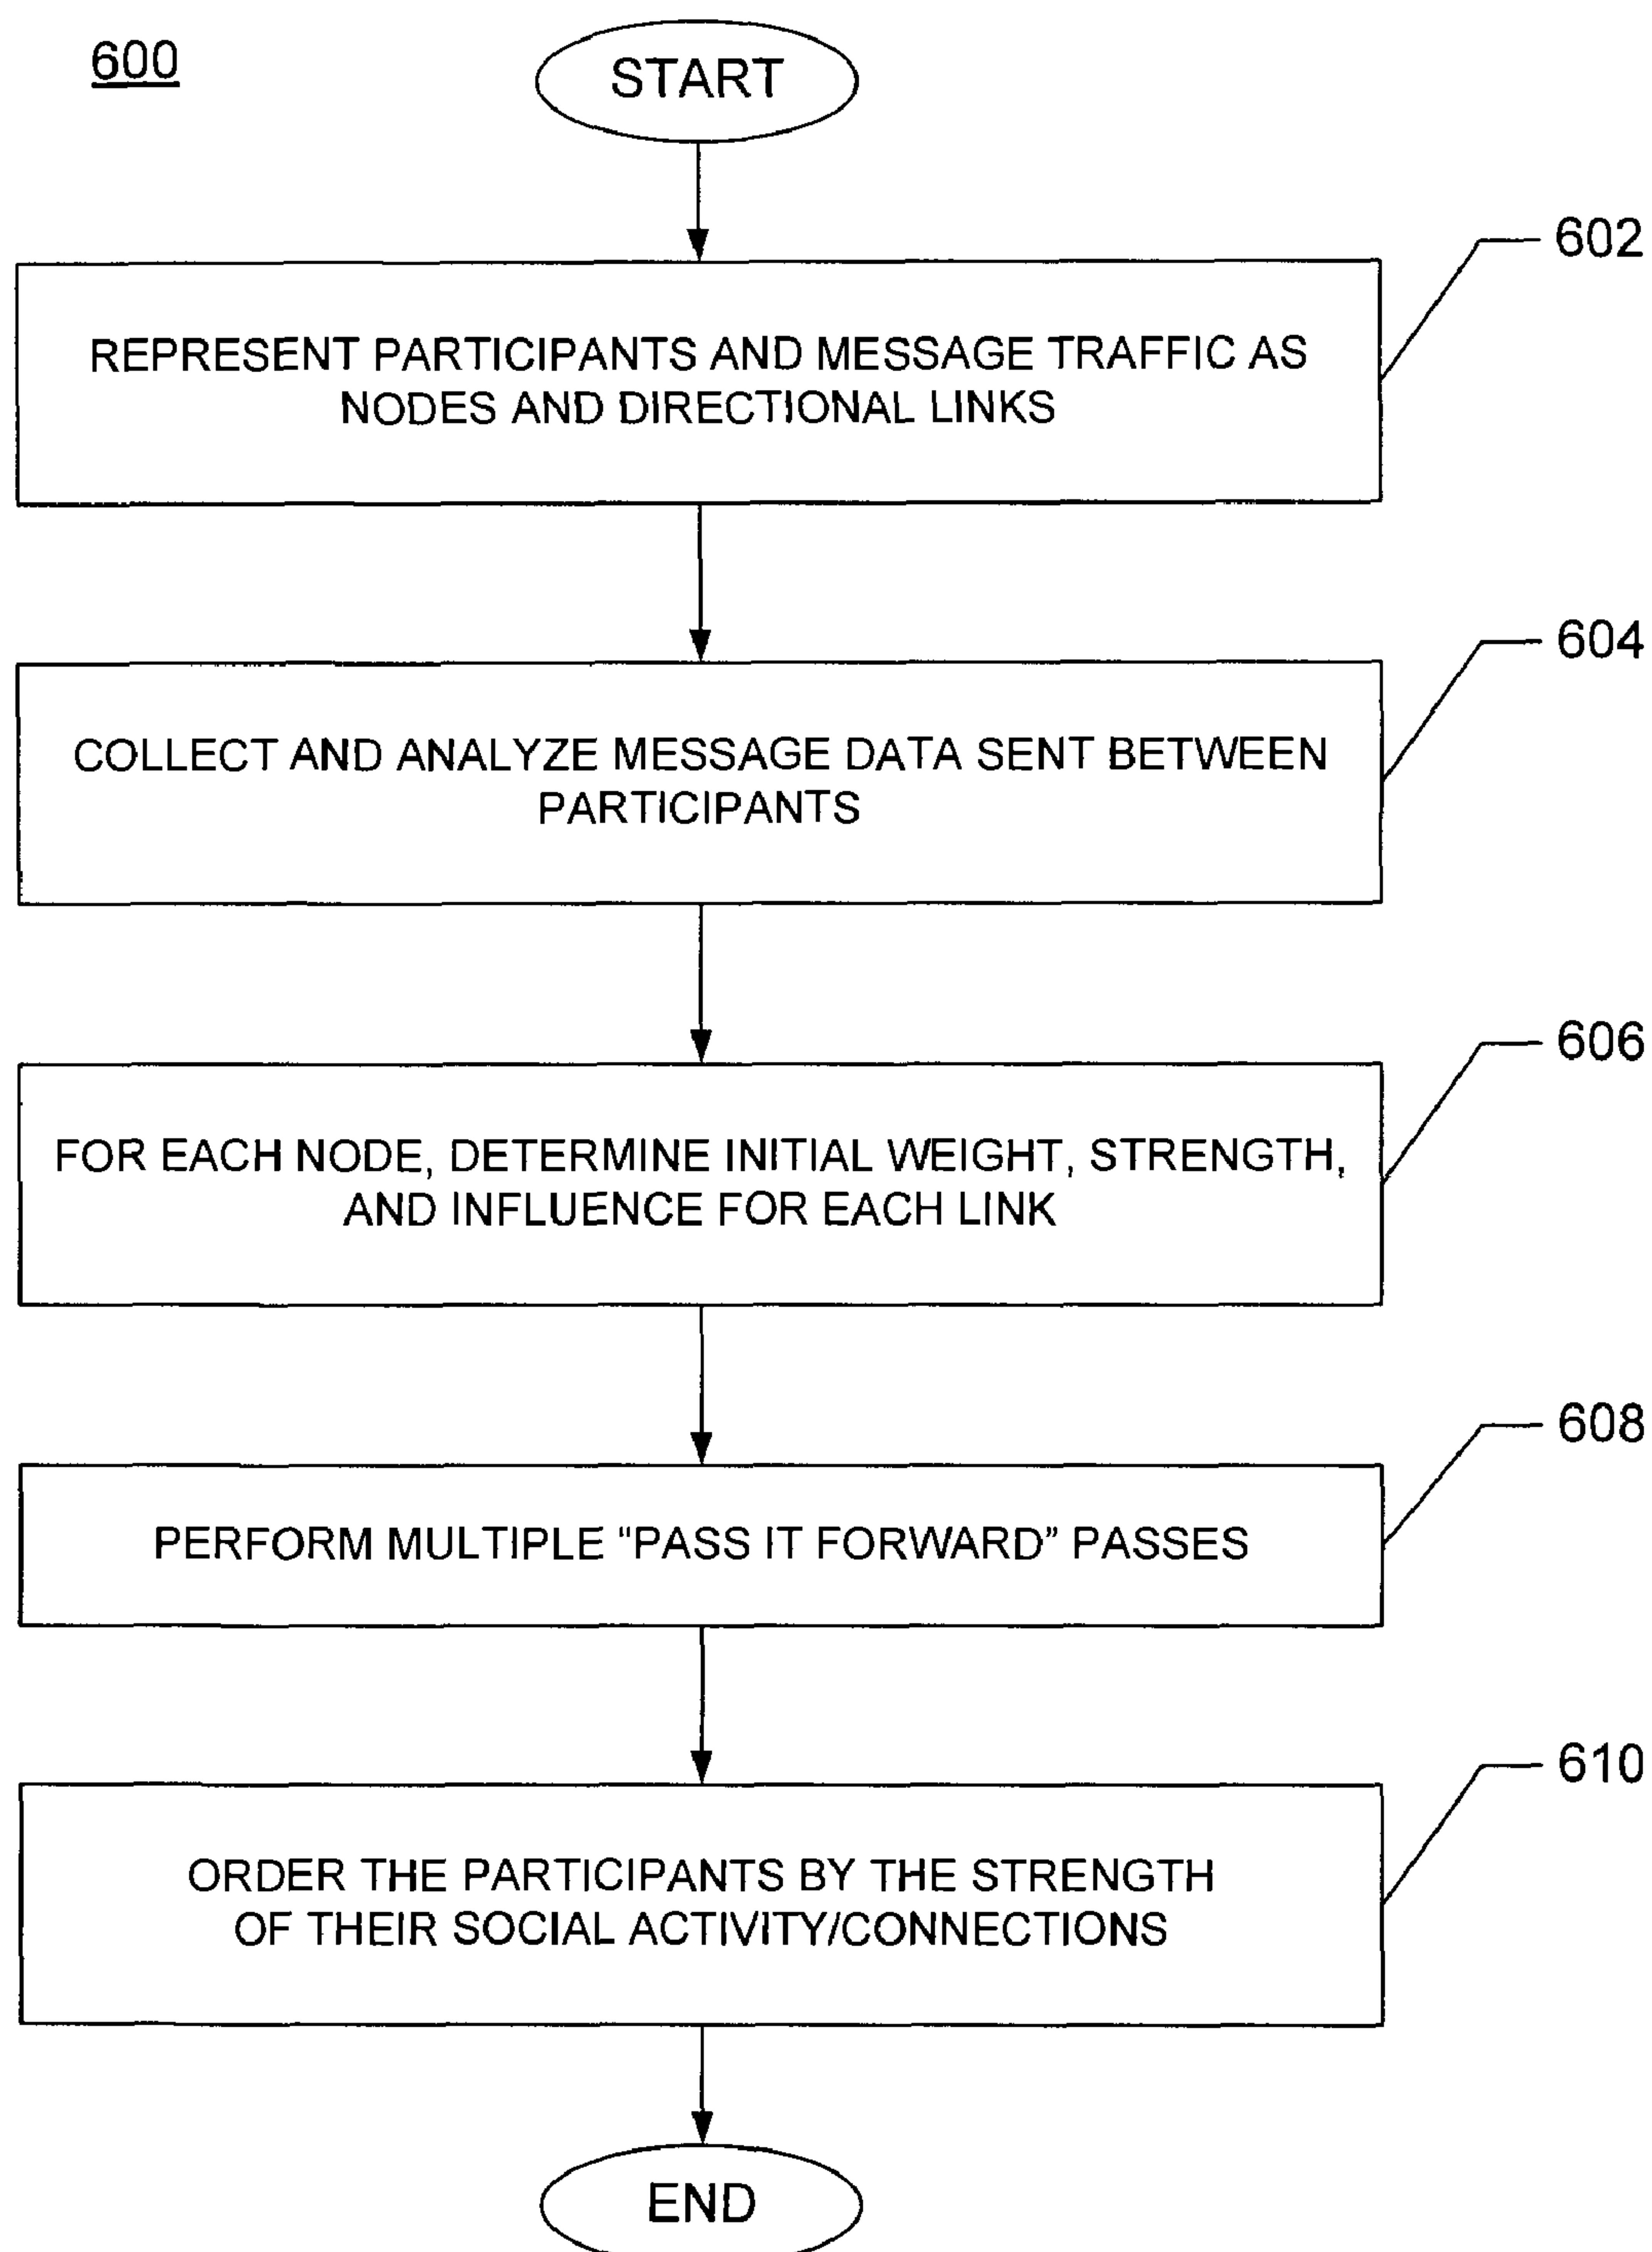 600
START
602
REPRESENT PARTICIPANTS AND MESSAGE TRAFFIC AS
NODES AND DIRECTIONAL LINKS
604
COLLECT AND ANALYZE MESSAGE DATA SENT BETWEEN
PARTICIPANTS
606
FOR EACH NODE, DETERMINE INITIAL WEIGHT, STRENGTH,
AND INFLUENCE FOR EACH LINK
608
PERFORM MULTIPLE “PASS IT FORWARD” PASSES
610
ORDER THE PARTICIPANTS BY THE STRENGTH
OF THEIR SOCIAL ACTIVITY/CONNECTIONS
END